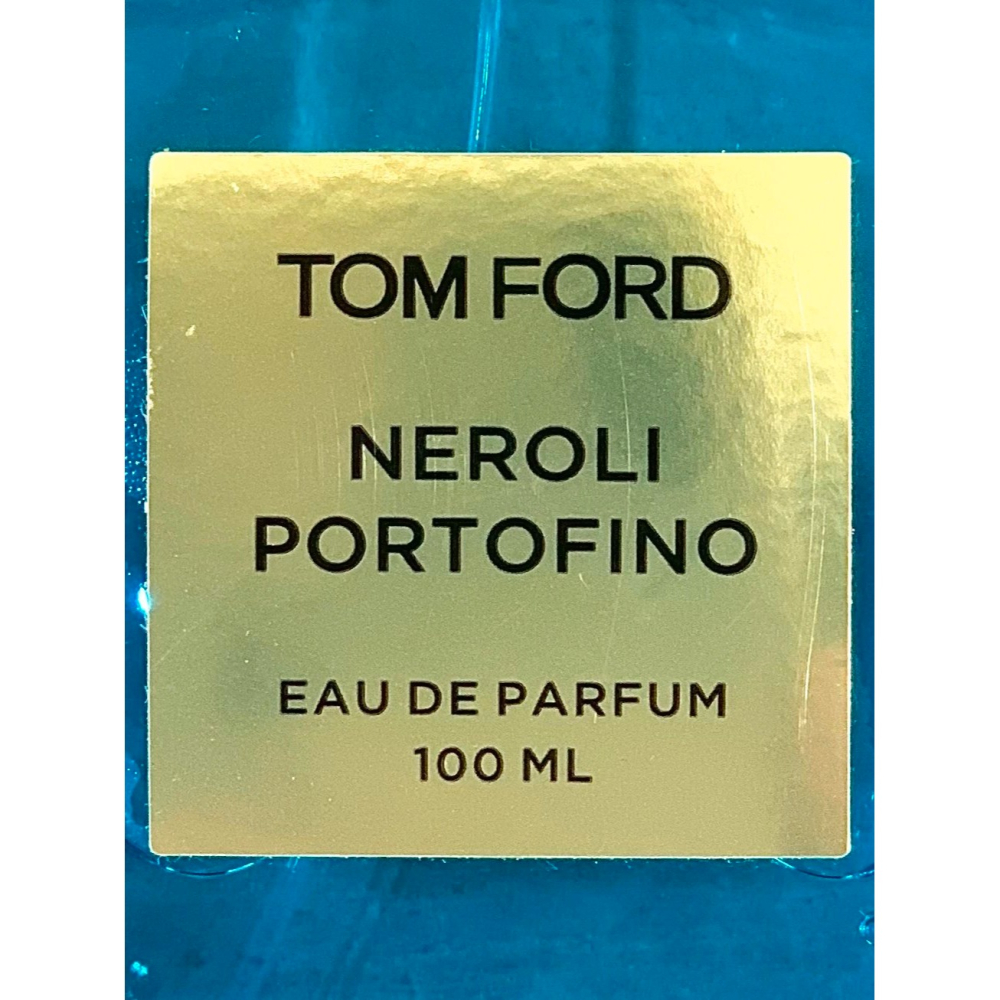 TOM FORD
NEROLI
PORTOFINO
EAU DE PARFUM
100 ML